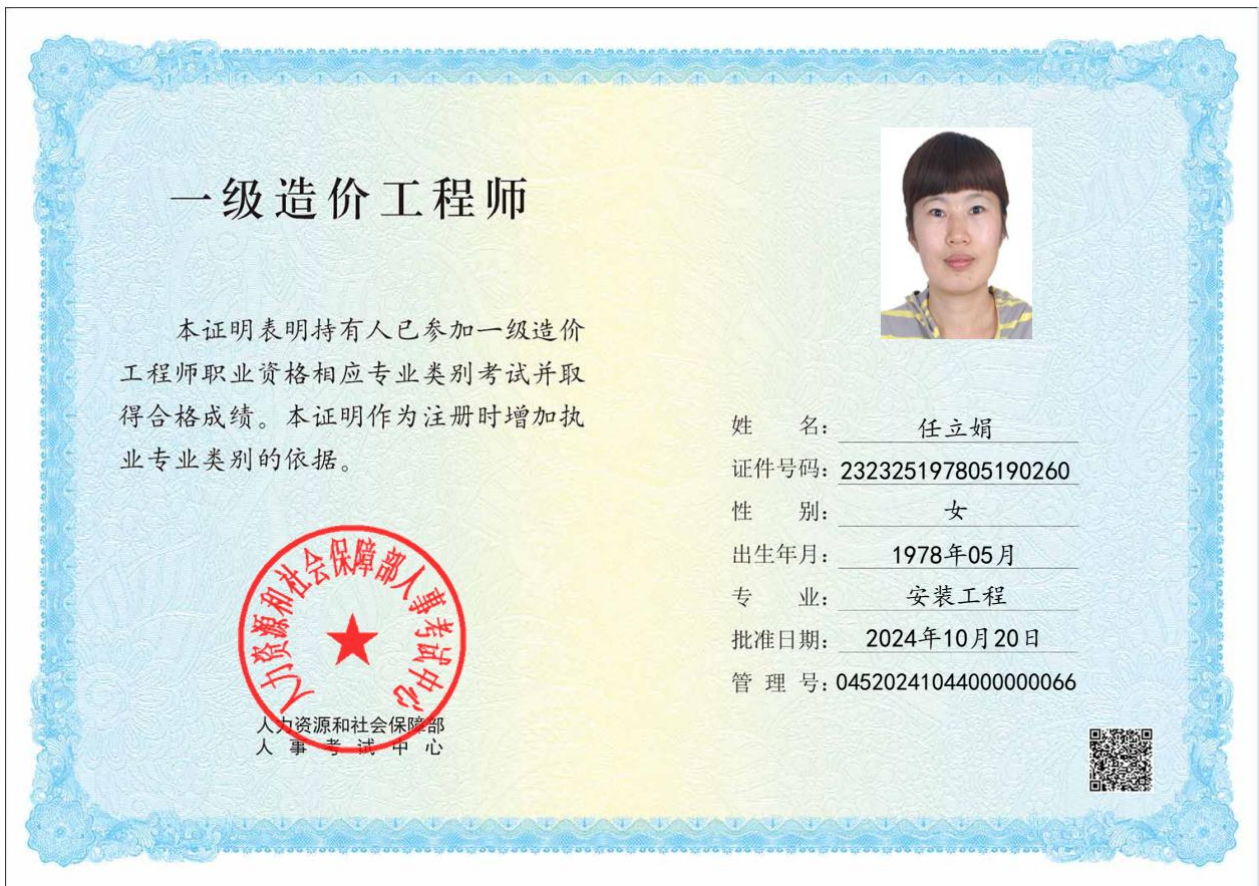 一级造价工程师
本证明表明持有人已参加一级造价
工程师职业资格相应专业类别考试并取
得合格成绩。本证明作为注册时增加执
业专业类别的依据。
人力资源和社会保障部人事考试中心
人力资源和社会保障部
人事考试中心
姓名：任立娟
证件号码：232325197805190260
性别：女
出生年月：1978年05月
专业：安装工程
批准日期：2024年10月20日
管理号：04520241044000000066